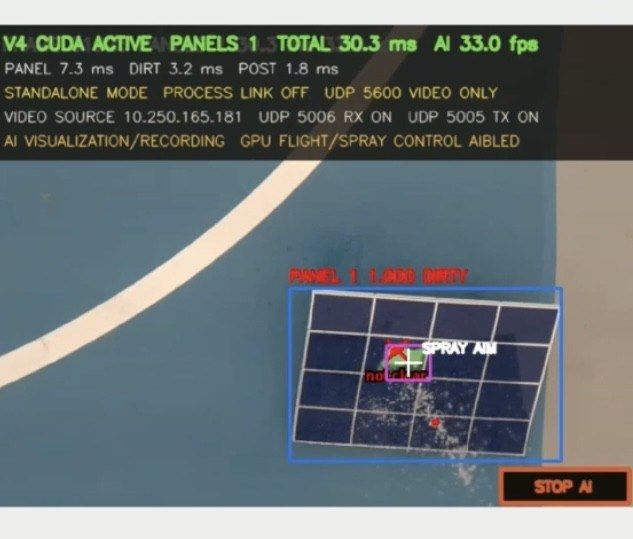 V4 CUDA ACTIVE PANELS 1 TOTAL 30.3 ms AI 33.0 fps
PANEL 7.3 ms DIRT 3.2 ms POST 1.8 ms
STANDALONE MODE PROCESS LINK OFF UDP 5600 VIDEO ONLY
VIDEO SOURCE 10.250.165.181 UDP 5006 RX ON UDP 5005 TX ON
AI VISUALIZATION/RECORDING GPU FLIGHT/SPRAY CONTROL AIBLED
PANEL 1 1.000 DIRTY
SPRAY AIM
STOP AI